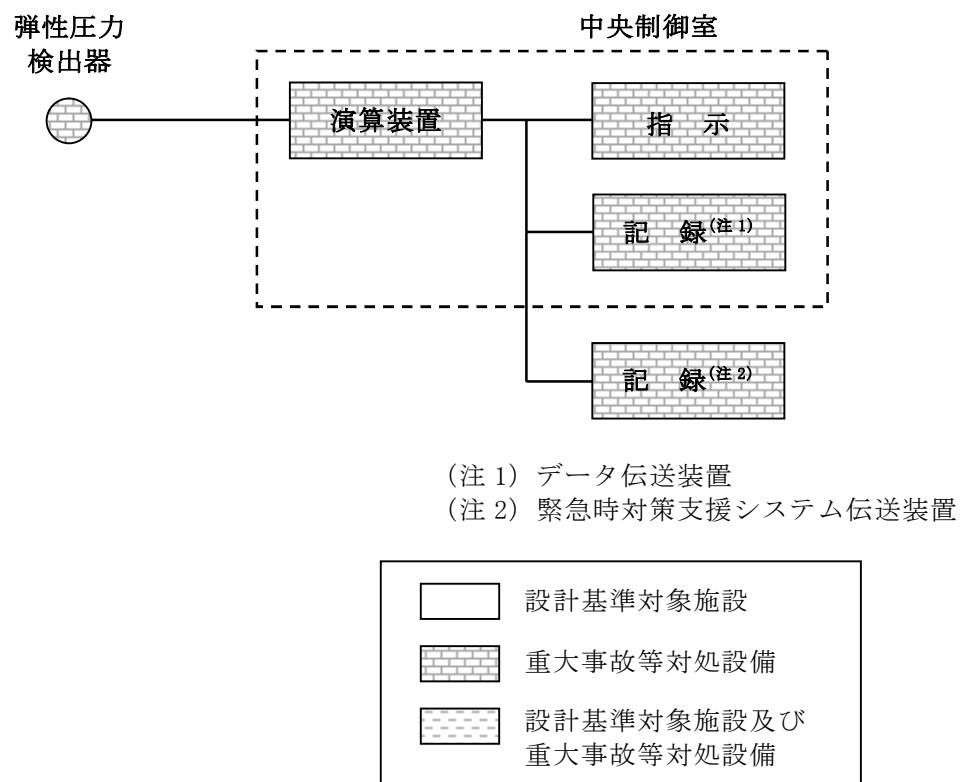 弾性圧力
検出器
中央制御室
演算装置
指 示
記 録(注1)
記 録(注2)
(注1) データ伝送装置
(注2) 緊急時対策支援システム伝送装置
設計基準対象施設
重大事故等対処設備
設計基準対象施設及び
重大事故等対処設備